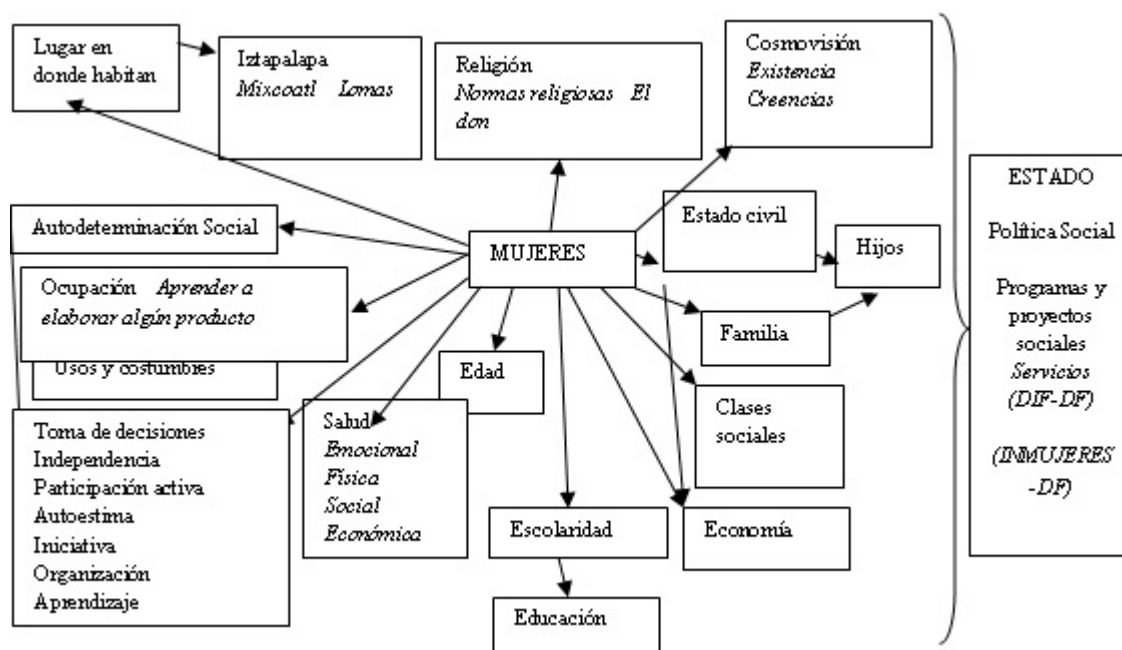 Lugar en
donde habitan
Iztapalapa
Mixcoatl Lomas
Religión
Normas religiosas El
don
Cosmovisión
Existencia
Creencias
Autodeterminación Social
MUJERES
Estado civil
Hijos
Ocupación Aprender a
elaborar algún producto
Usos y costumbres
Edad
Familia
Toma de decisiones
Independencia
Participación activa
Autoestima
Iniciativa
Organización
Aprendizaje
Salud
Emocional
Física
Social
Económica
Clases
sociales
Escolaridad
Economía
Educación
ESTADO
Política Social
Programas y
proyectos
sociales
Servicios
(DIF-DF)
(INMUJERES
-DF)